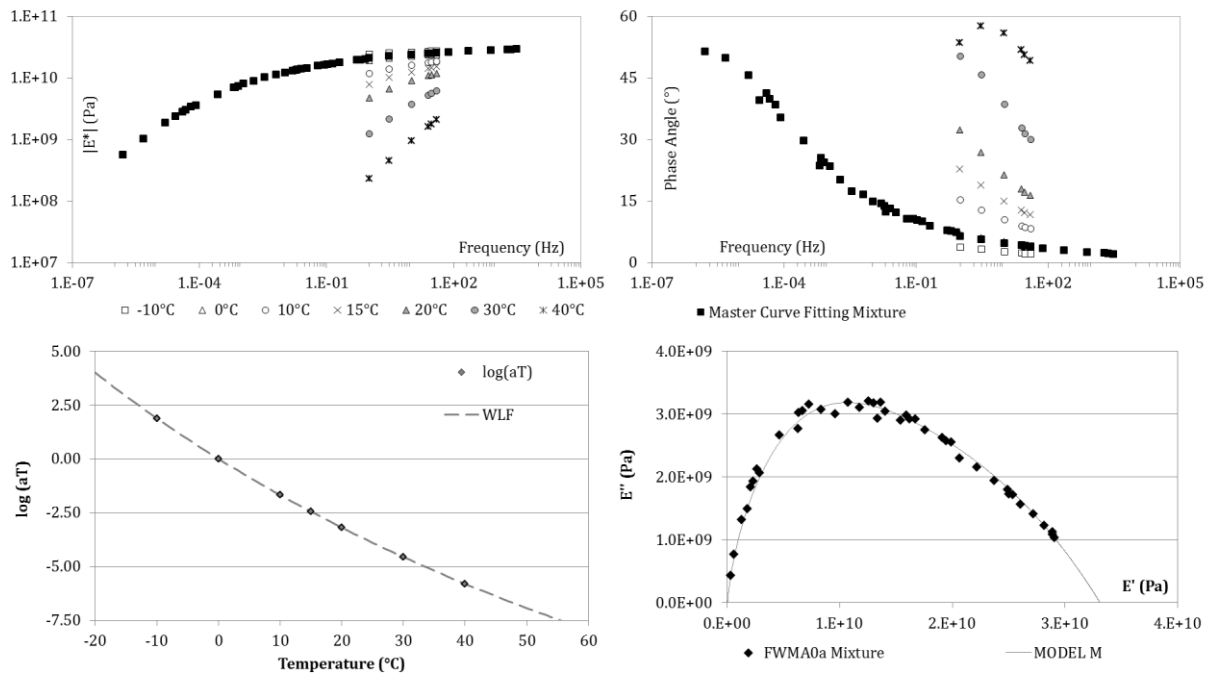 1.E+11
1.E+10
1.E+09
1.E+08
1.E+07
|E*| (Pa)
Frequency (Hz)
1.E-07 1.E-04 1.E-01 1.E+02 1.E+05
-10°C 0°C 10°C 15°C 20°C 30°C 40°C
60
45
30
15
0
Phase Angle (°)
Frequency (Hz)
1.E-07 1.E-04 1.E-01 1.E+02 1.E+05
Master Curve Fitting Mixture
5.00
2.50
0.00
-2.50
-5.00
-7.50
log (aT)
log(aT)
WLF
-20 -10 0 10 20 30 40 50 60
Temperature (°C)
4.0E+09
3.0E+09
2.0E+09
1.0E+09
0.0E+00
E'' (Pa)
E' (Pa)
0.E+00 1.E+10 2.E+10 3.E+10 4.E+10
FWMA0a Mixture MODEL M